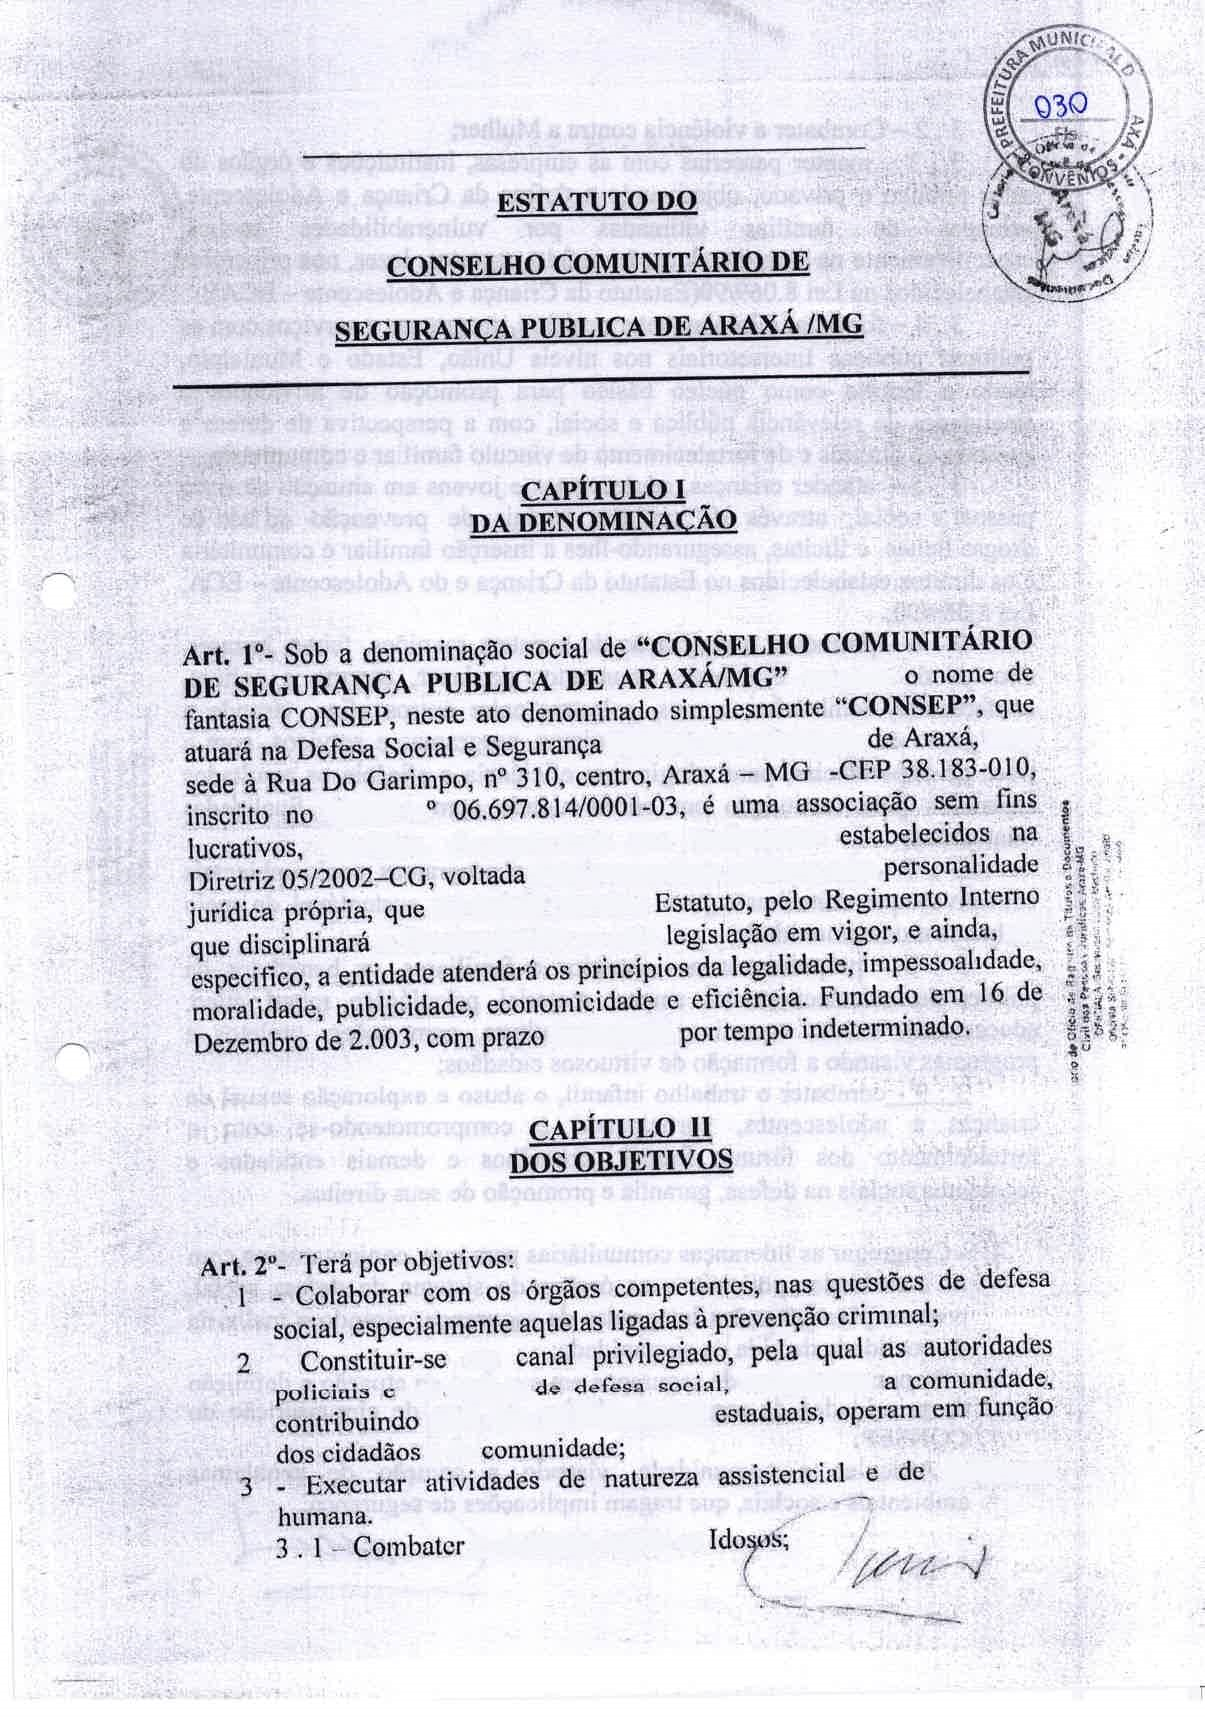 PREFEITURA MUNICIPAL D
AXÁ - CONVÊNIOS
030
Fls.
Araxá
MG
ESTATUTO DO
CONSELHO COMUNITÁRIO DE
SEGURANÇA PUBLICA DE ARAXÁ /MG
CAPÍTULO I
DA DENOMINAÇÃO
Art. 1º- Sob a denominação social de “CONSELHO COMUNITÁRIO
DE SEGURANÇA PUBLICA DE ARAXÁ/MG” o nome de
fantasia CONSEP, neste ato denominado simplesmente “CONSEP”, que
atuará na Defesa Social e Segurança de Araxá,
sede à Rua Do Garimpo, nº 310, centro, Araxá – MG -CEP 38.183-010,
inscrito no º 06.697.814/0001-03, é uma associação sem fins
lucrativos, estabelecidos na
Diretriz 05/2002–CG, voltada personalidade
jurídica própria, que Estatuto, pelo Regimento Interno
que disciplinará legislação em vigor, e ainda,
especifico, a entidade atenderá os princípios da legalidade, impessoalidade,
moralidade, publicidade, economicidade e eficiência. Fundado em 16 de
Dezembro de 2.003, com prazo por tempo indeterminado.
CAPÍTULO II
DOS OBJETIVOS
Art. 2º- Terá por objetivos:
1 - Colaborar com os órgãos competentes, nas questões de defesa
social, especialmente aquelas ligadas à prevenção criminal;
2 Constituir-se canal privilegiado, pela qual as autoridades
policiais e de defesa social, a comunidade,
contribuindo estaduais, operam em função
dos cidadãos comunidade;
3 - Executar atividades de natureza assistencial e de
humana.
3 . 1 – Combater Idosos;